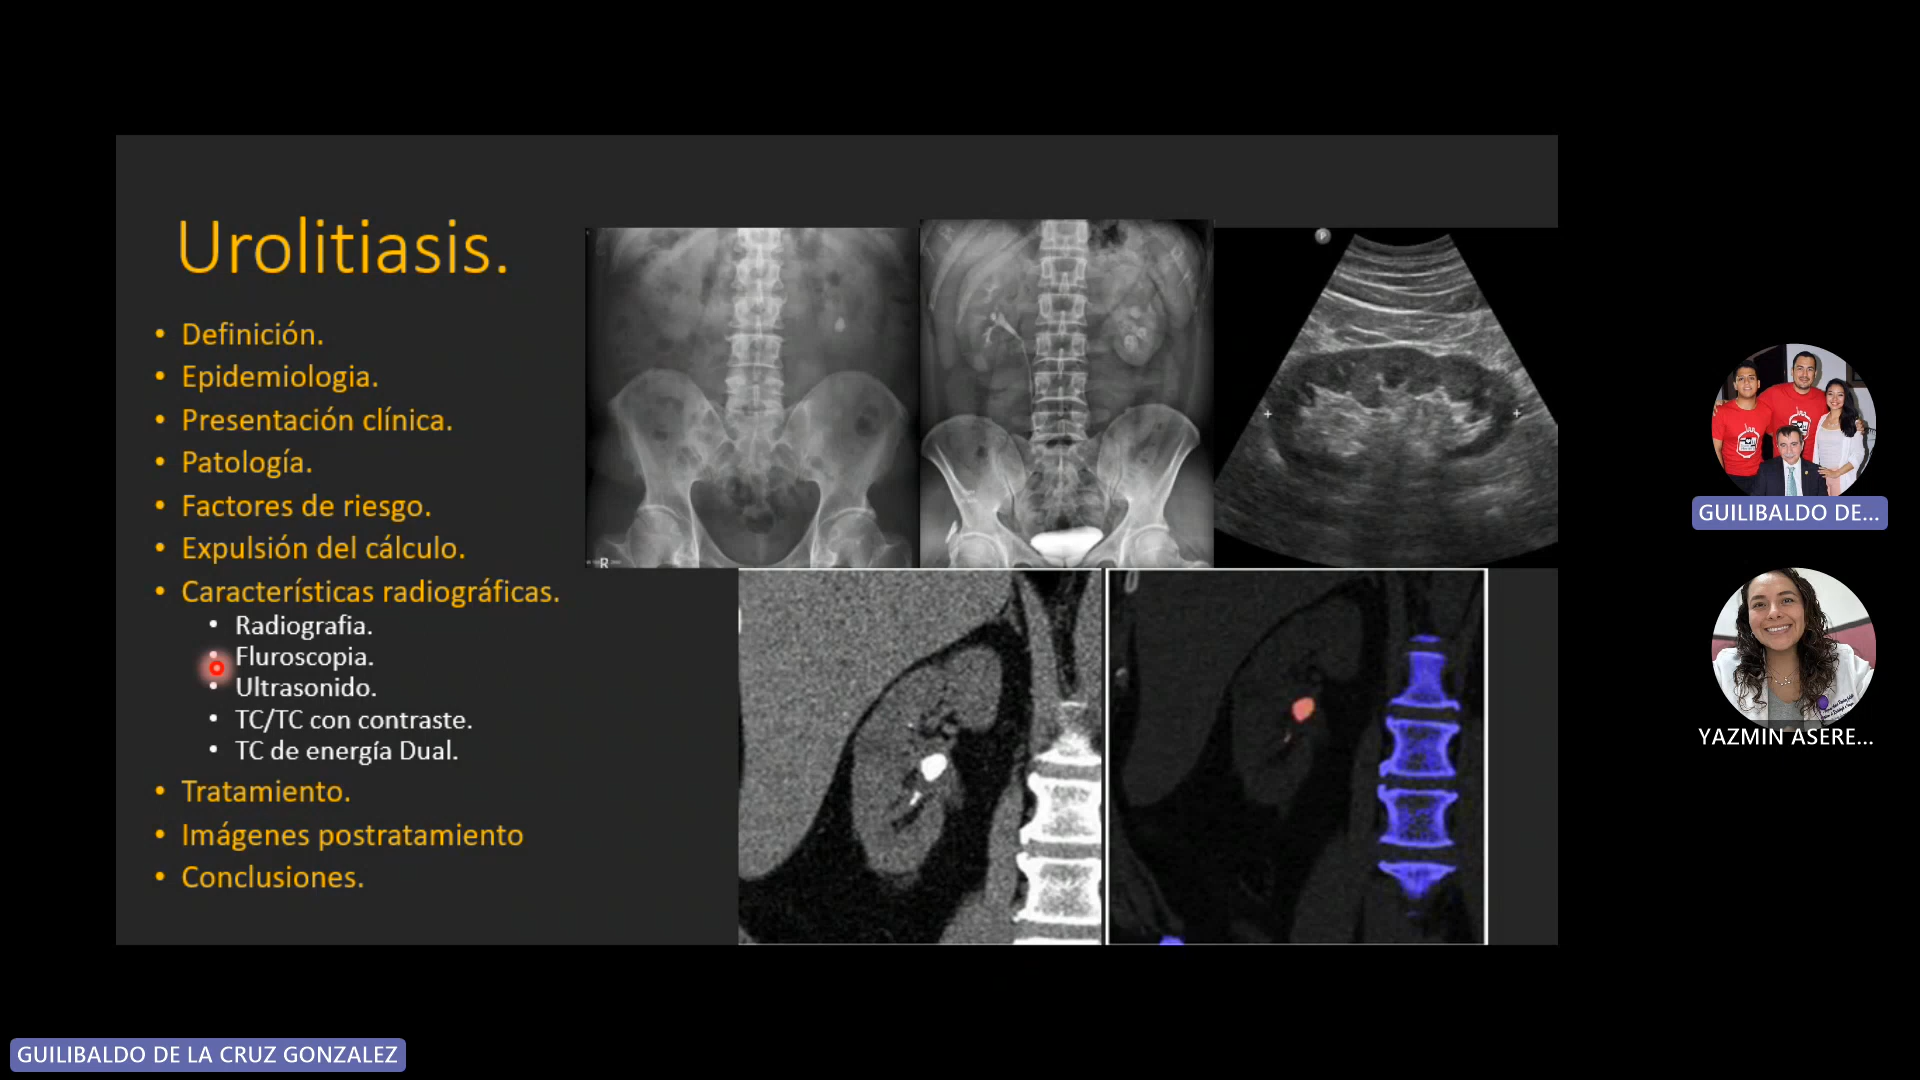 Urolitiasis.
• Definición.
• Epidemiologia.
• Presentación clínica.
• Patología.
• Factores de riesgo.
• Expulsión del cálculo.
• Características radiográficas.
• Radiografia.
• Fluroscopia.
• Ultrasonido.
• TC/TC con contraste.
• TC de energía Dual.
• Tratamiento.
• Imágenes postratamiento
• Conclusiones.
R
P
GUILIBALDO DE...
YAZMIN ASERE...
GUILIBALDO DE LA CRUZ GONZALEZ